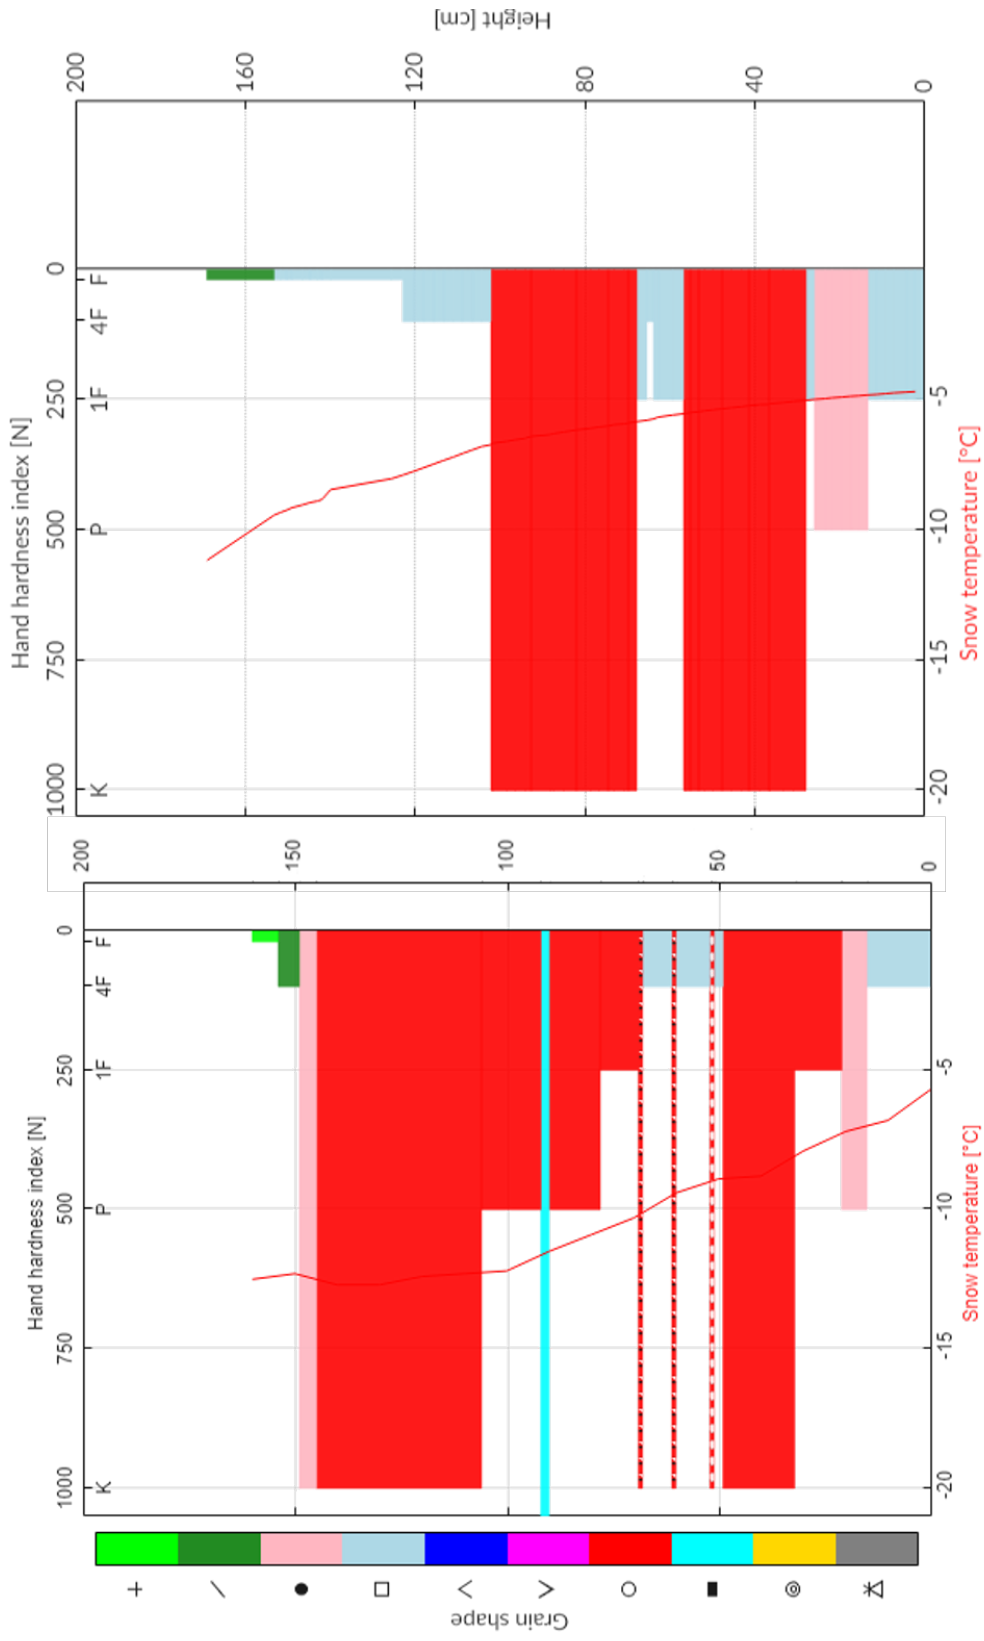 Height [cm]
200 160 120 80 40 0
0 250 500 750 1000
F 4F 1F P K
Hand hardness index [N]
-5 -10 -15 -20
Snow temperature [°C]
200 150 100 50 0
0 250 500 750 1000
F 4F 1F P K
Hand hardness index [N]
-5 -10 -15 -20
Snow temperature [°C]
+ / ● □ ∧ ∨ ○ ■ ◎
Grain shape